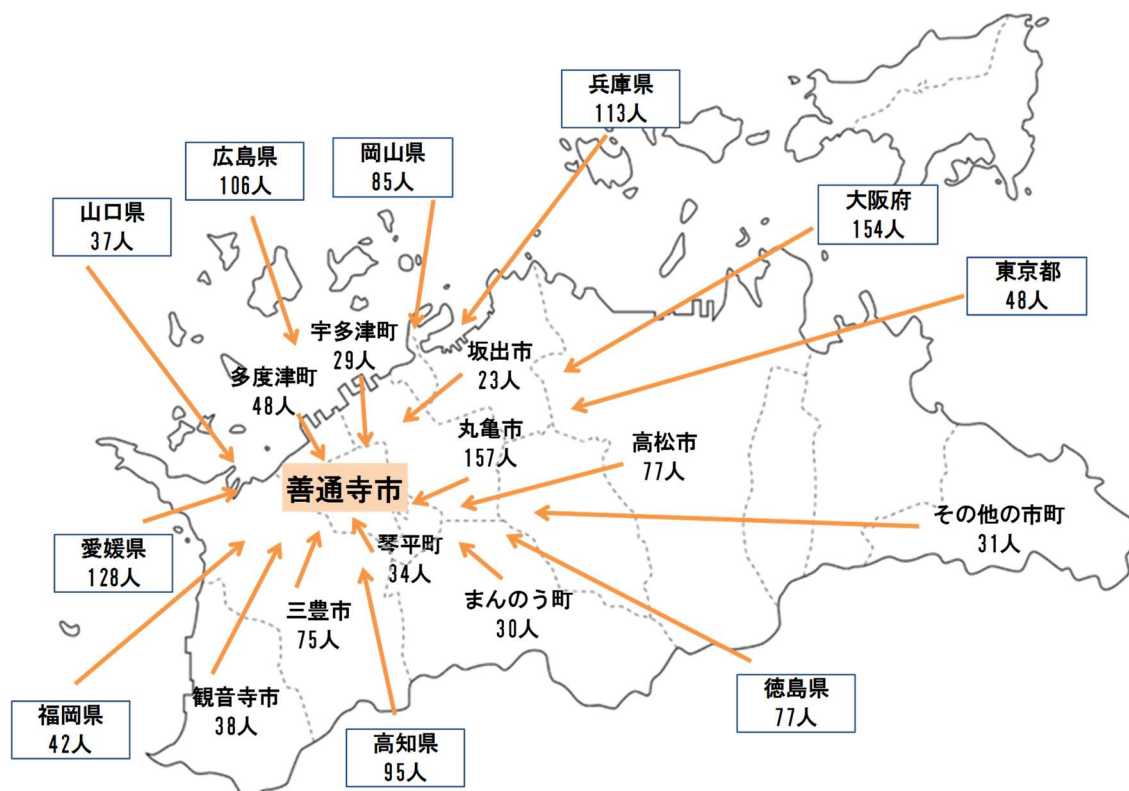 兵庫県
113人
広島県
106人
岡山県
85人
山口県
37人
大阪府
154人
東京都
48人
宇多津町
29人
坂出市
23人
多度津町
48人
丸亀市
157人
高松市
77人
善通寺市
その他の市町
31人
愛媛県
128人
琴平町
34人
まんのう町
30人
三豊市
75人
観音寺市
38人
徳島県
77人
福岡県
42人
高知県
95人